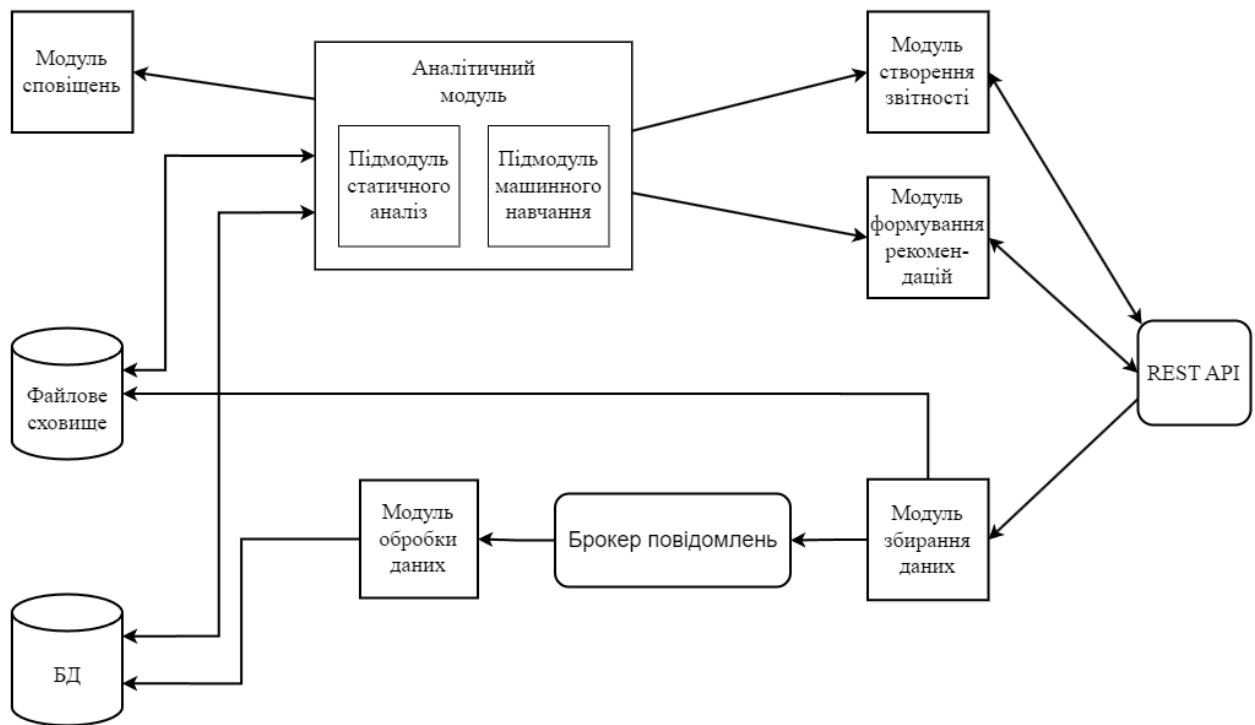 Модуль
сповіщень
Аналітичний
модуль
Підмодуль
статичного
аналіз
Підмодуль
машинного
навчання
Модуль
створення
звітності
Модуль
формування
рекомен-
дацій
REST API
Файлове
сховище
Модуль
обробки
даних
Брокер повідомлень
Модуль
збирання
даних
БД